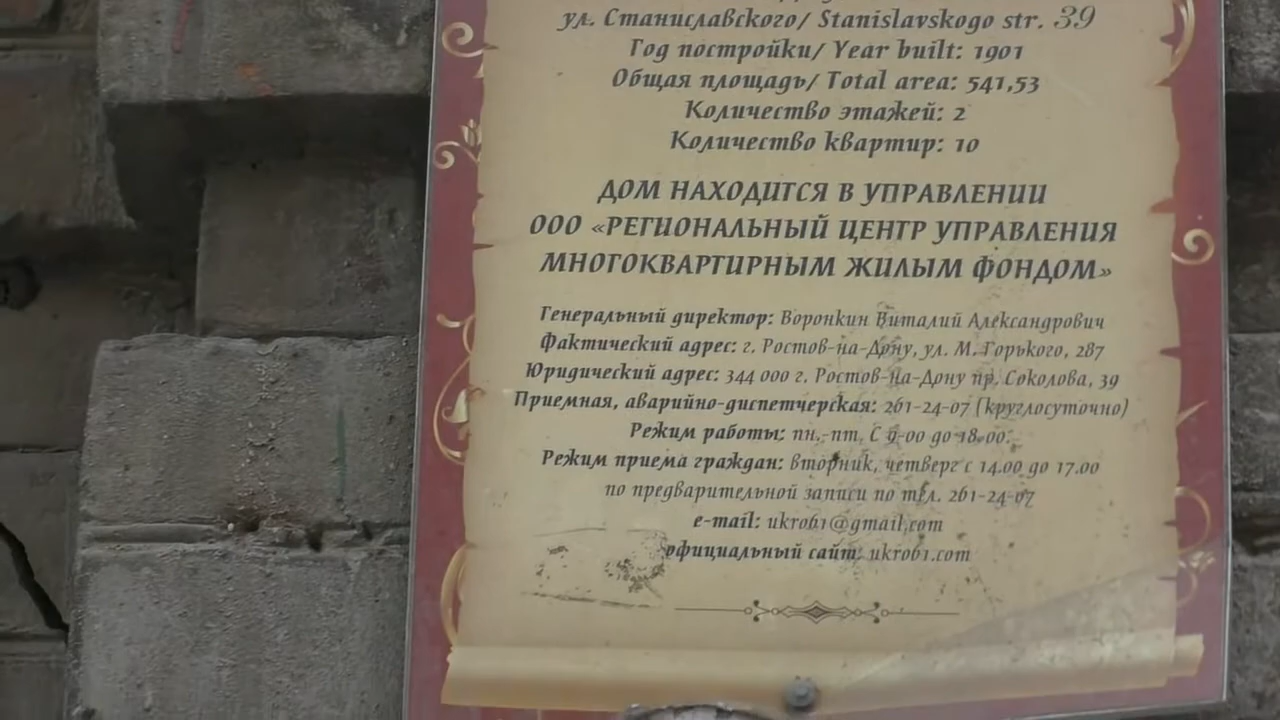 ул. Станиславского/ Stanislavskogo str. 39
Год постройки/ Year built: 1901
Общая площадь/ Total area: 541,53
Количество этажей: 2
Количество квартир: 10
ДОМ НАХОДИТСЯ В УПРАВЛЕНИИ
ООО «РЕГИОНАЛЬНЫЙ ЦЕНТР УПРАВЛЕНИЯ
МНОГОКВАРТИРНЫМ ЖИЛЫМ ФОНДОМ»
Генеральный директор: Воронкин Виталий Александрович
Фактический адрес: г. Ростов-на-Дону, ул. М. Горького, 287
Юридический адрес: 344 000 г. Ростов-на-Дону пр. Соколова, 39
Приемная, аварийно-диспетчерская: 261-24-07 (круглосуточно)
Режим работы: пн.-пт. С 9-00 до 18.00.
Режим приема граждан: вторник, четверг с 14.00 до 17.00
по предварительной записи по тел. 261-24-07
e-mail: ukro61@gmail.com
официальный сайт: ukro61.com